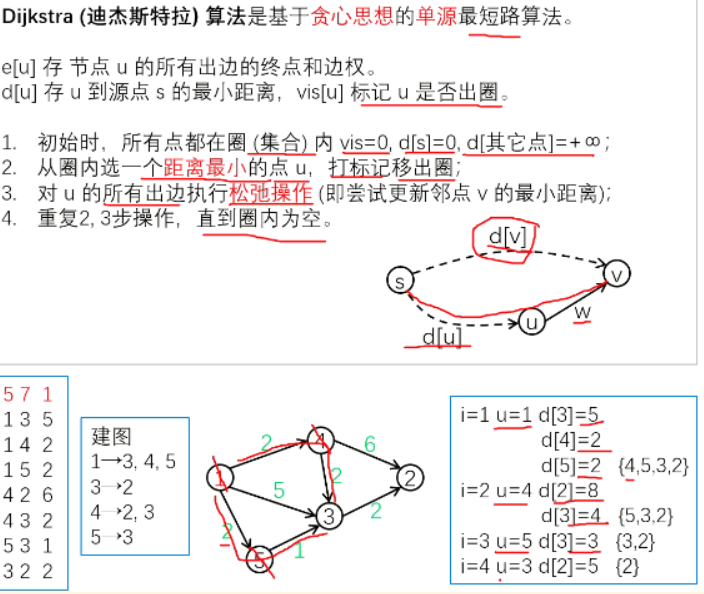 Dijkstra (迪杰斯特拉) 算法是基于贪心思想的单源最短路算法。
e[u] 存 节点 u 的所有出边的终点和边权。
d[u] 存 u 到源点 s 的最小距离，vis[u] 标记 u 是否出圈。
1. 初始时，所有点都在圈 (集合) 内 vis=0, d[s]=0, d[其它点]=+∞；
2. 从圈内选一个距离最小的点 u，打标记移出圈；
3. 对 u 的所有出边执行松弛操作 (即尝试更新邻点 v 的最小距离)；
4. 重复2, 3步操作，直到圈内为空。
d[v]
s
v
u
w
d[u]
5 7 1
1 3 5
1 4 2
1 5 2
4 2 6
4 3 2
5 3 1
3 2 2
建图
1→3, 4, 5
3→2
4→2, 3
5→3
4
2
6
1
5
2
2
3
2
2
5
1
i=1 u=1 d[3]=5
d[4]=2
d[5]=2 {4,5,3,2}
i=2 u=4 d[2]=8
d[3]=4 {5,3,2}
i=3 u=5 d[3]=3 {3,2}
i=4 u=3 d[2]=5 {2}